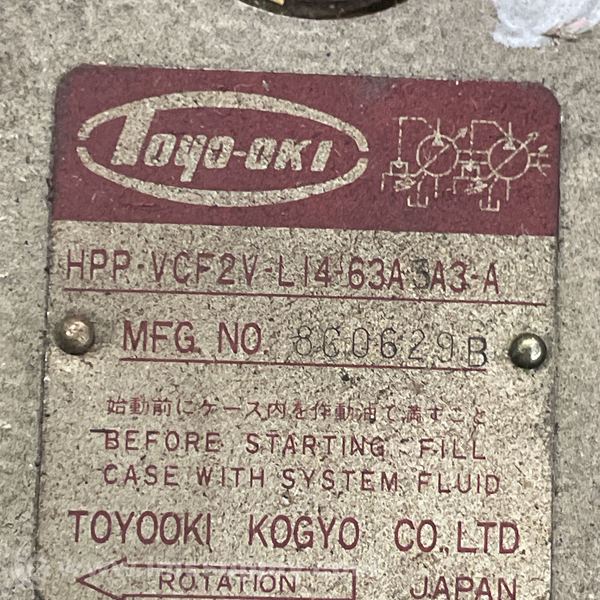 TOYO-OKI
HPP-VCF2V-L14-63A3A3-A
MFG. NO. 8C0629B
始動前にケース内を作動油で満すこと
BEFORE STARTING FILL
CASE WITH SYSTEM FLUID
TOYOOKI KOGYO CO., LTD
ROTATION JAPAN